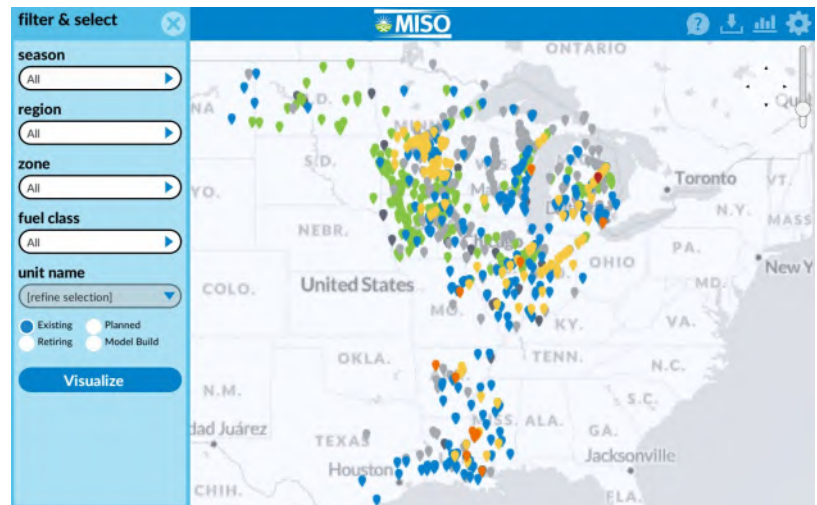 filter & select
MISO
season
All
region
All
zone
All
fuel class
All
unit name
[refine selection]
Existing
Planned
Retiring
Model Build
Visualize
ONTARIO
Toronto
VT.
N.Y.
MASS
NEBR.
OHIO
PA.
New Y
COLO.
United States
MD.
KY.
VA.
OKLA.
TENN.
N.C.
N.M.
S.C.
ALA.
GA.
dad Juárez
TEXAS
Jacksonville
Houston
CHIH.
FLA.